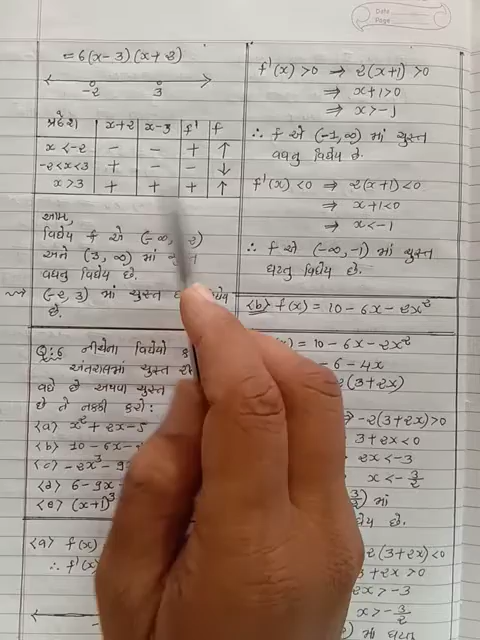 Date
Page
= 6(x-3)(x+2)
-2 3
પ્રદેશ x+2 x-3 f' f
x < -2 - - + ↑
-2<x<3 + - - ↓
x > 3 + + + ↑
આમ,
વિધેય f એ (-∞, -2)
અને (3, ∞) માં ચુસ્ત
વધતુ વિધેય છે.
(-2, 3) માં ચુસ્ત
છે.
Q:6 નીચેના વિધેયો
અંતરાલમાં ચુસ્ત
વધે છે અથવા ચુસ્ત
છે તે નક્કી કરો:
<a> x² + 2x - 5
<b> 10 - 6x -
<c> -2x³ - 9
<d> 6 - 9x -
<e> (x+1)³
<a> f(x)
∴ f'(x)
f'(x) > 0 ⇒ 2(x+1) > 0
⇒ x+1 > 0
⇒ x > -1
∴ f એ (-1, ∞) માં ચુસ્ત
વધતુ વિધેય છે.
f'(x) < 0 ⇒ 2(x+1) < 0
⇒ x+1 < 0
⇒ x < -1
∴ f એ (-∞, -1) માં ચુસ્ત
ઘટતુ વિધેય છે.
<b> f(x) = 10 - 6x - 2x²
= 10 - 6x - 2x²
- 6 - 4x
(3+2x)
⇒ -2(3+2x) > 0
3 + 2x < 0
2x < -3
x < -3/2
માં
છે.
2(3+2x) < 0
3 + 2x > 0
2x > -3
x > -3/2
માં